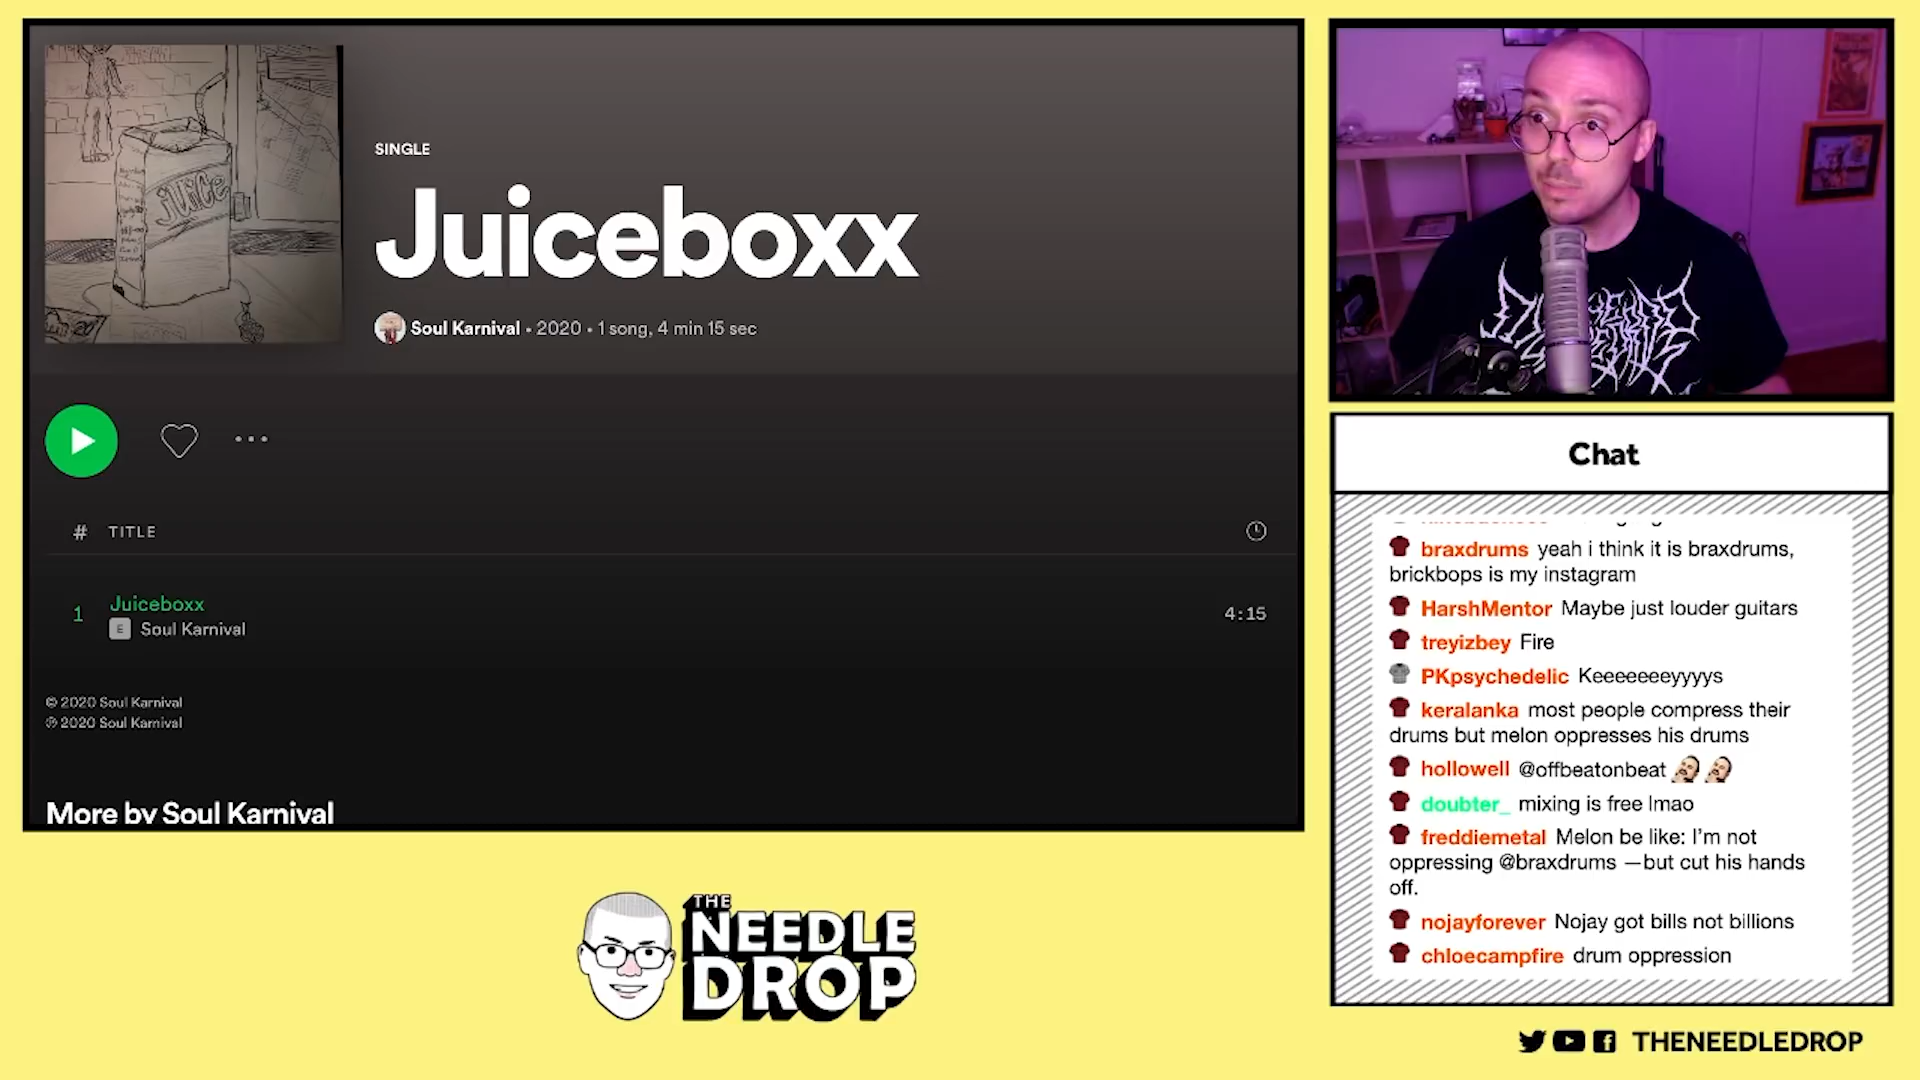 juice
SINGLE
Juiceboxx
Soul Karnival • 2020 • 1 song, 4 min 15 sec
# TITLE
1 Juiceboxx 4:15
E Soul Karnival
© 2020 Soul Karnival
℗ 2020 Soul Karnival
More by Soul Karnival
THE
NEEDLE
DROP
Chat
braxdrums yeah i think it is braxdrums,
brickbops is my instagram
HarshMentor Maybe just louder guitars
treyizbey Fire
PKpsychedelic Keeeeeeeyyyys
keralanka most people compress their
drums but melon oppresses his drums
hollowell @offbeatonbeat
doubter_ mixing is free lmao
freddiemetal Melon be like: I’m not
oppressing @braxdrums —but cut his hands
off.
nojayforever Nojay got bills not billions
chloecampfire drum oppression
THENEEDLEDROP